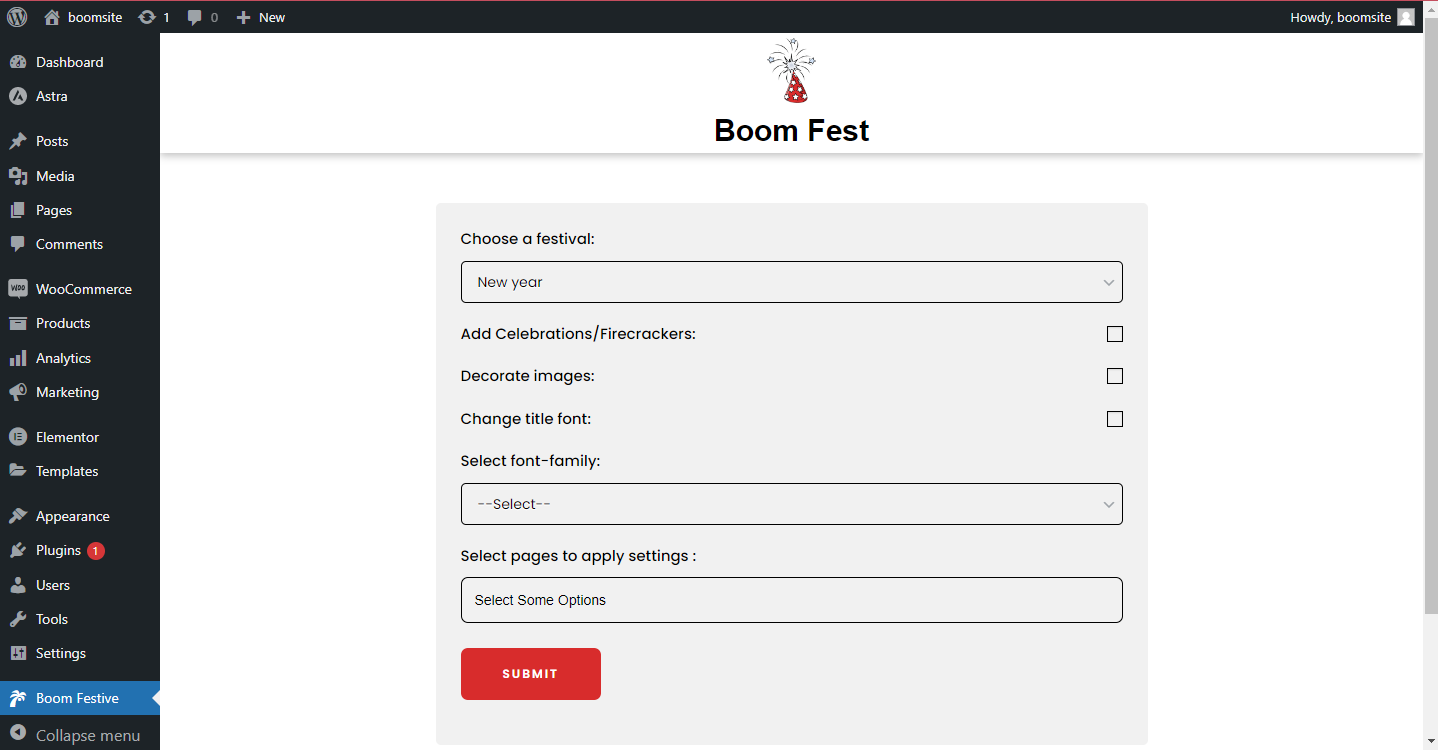 boomsite 1 0 New Howdy, boomsite
Dashboard
Astra
Posts
Media
Pages
Comments
WooCommerce
Products
Analytics
Marketing
Elementor
Templates
Appearance
Plugins 1
Users
Tools
Settings
Boom Festive
Collapse menu
Boom Fest
Choose a festival:
New year
Add Celebrations/Firecrackers:
Decorate images:
Change title font:
Select font-family:
--Select--
Select pages to apply settings :
Select Some Options
SUBMIT